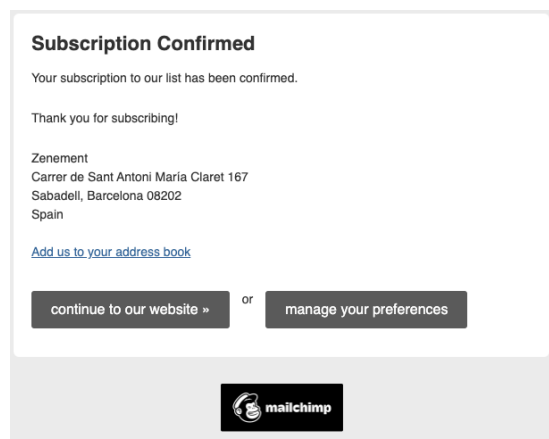 Subscription Confirmed
Your subscription to our list has been confirmed.
Thank you for subscribing!
Zenement
Carrer de Sant Antoni María Claret 167
Sabadell, Barcelona 08202
Spain
Add us to your address book
continue to our website » or manage your preferences
mailchimp